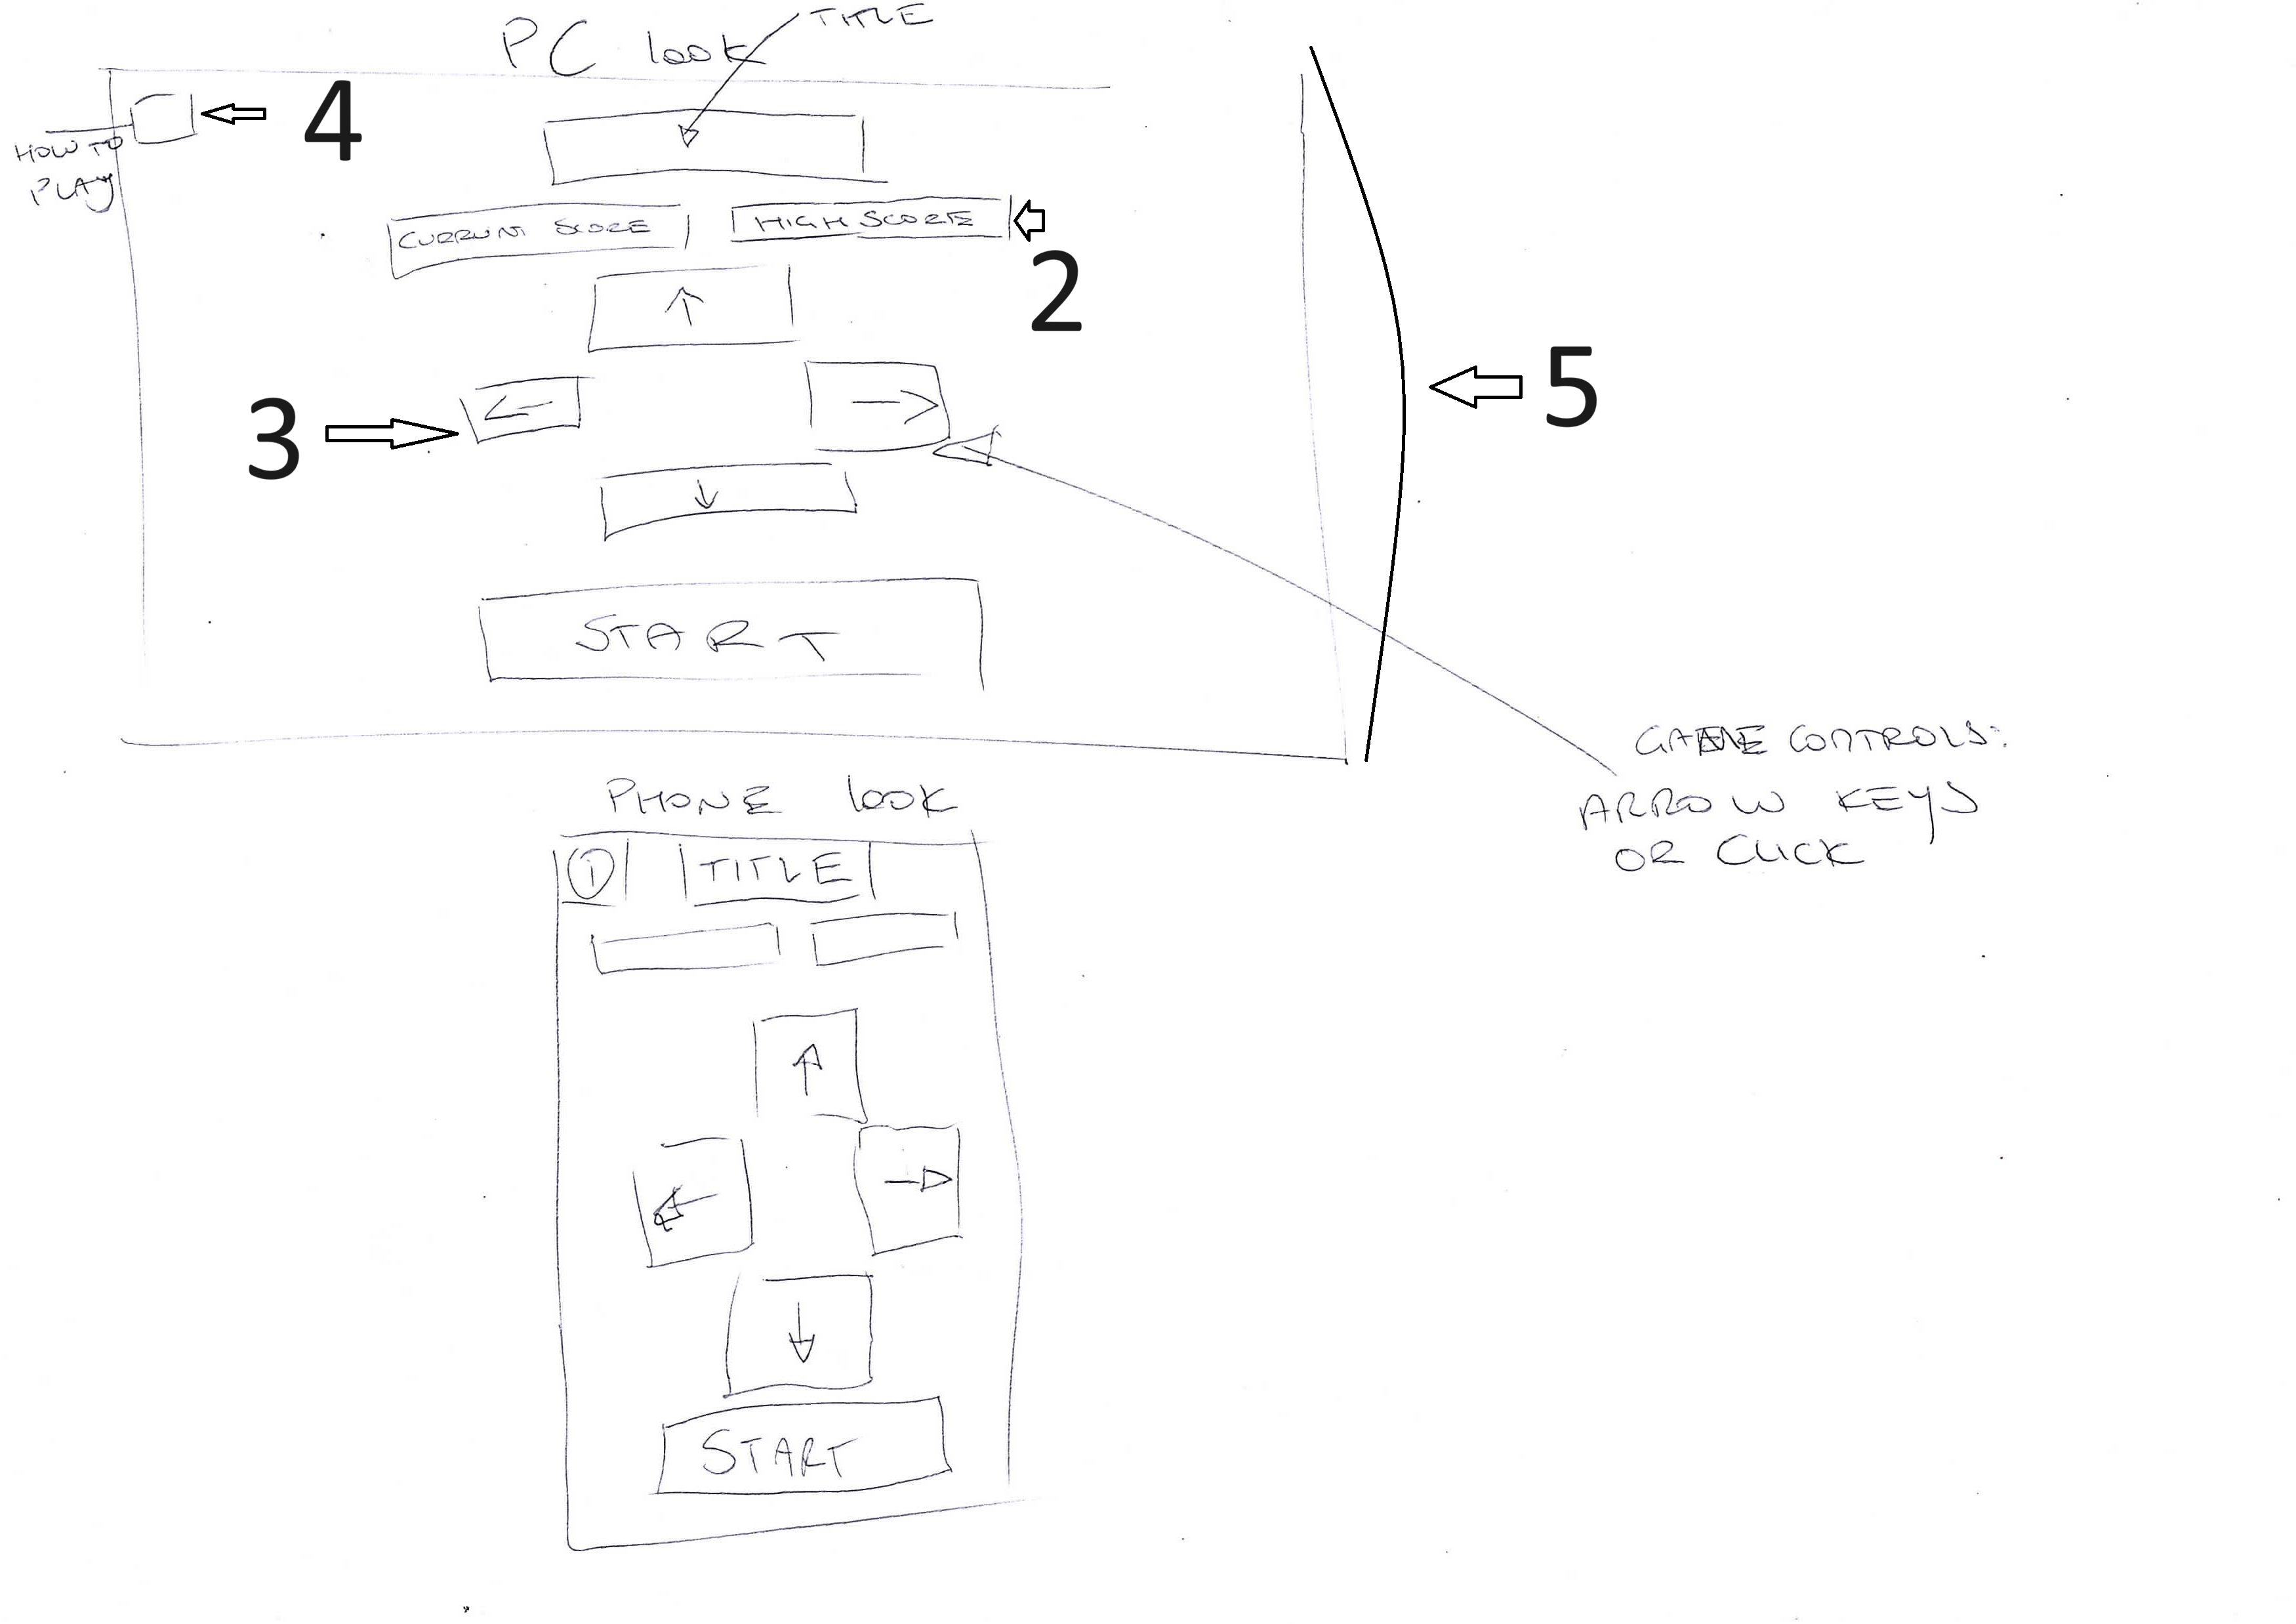 TITLE
PC look
4
HOW TO
PLAY
CURRUNT SCORE
HIGH SCORE
2
3
5
START
GAME CONTROLS:
ARROW KEYS
OR CLICK
PHONE look
i
TITLE
START